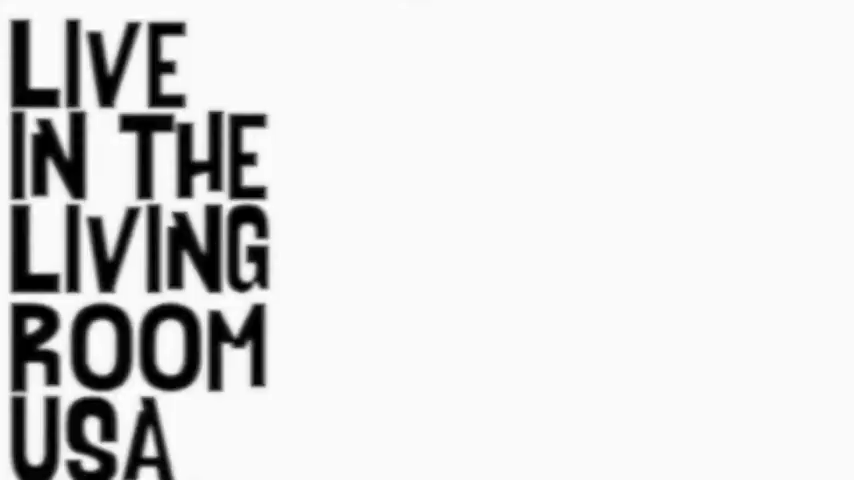 LIVE
IN THE
LIVING
ROOM
USA